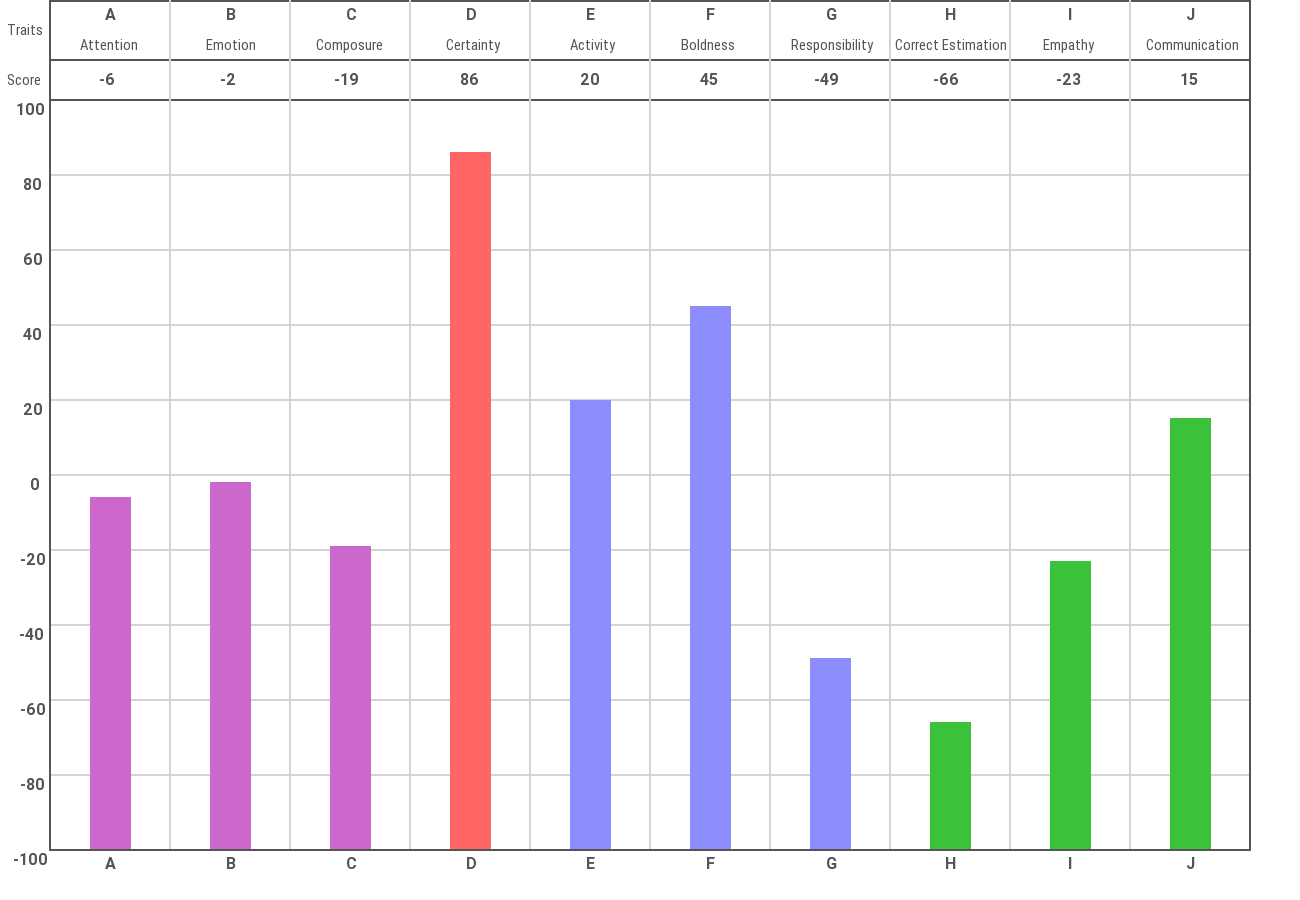 Traits A B C D E F G H I J
Attention Emotion Composure Certainty Activity Boldness Responsibility Correct Estimation Empathy Communication
Score -6 -2 -19 86 20 45 -49 -66 -23 15
100
80
60
40
20
0
-20
-40
-60
-80
-100
A B C D E F G H I J